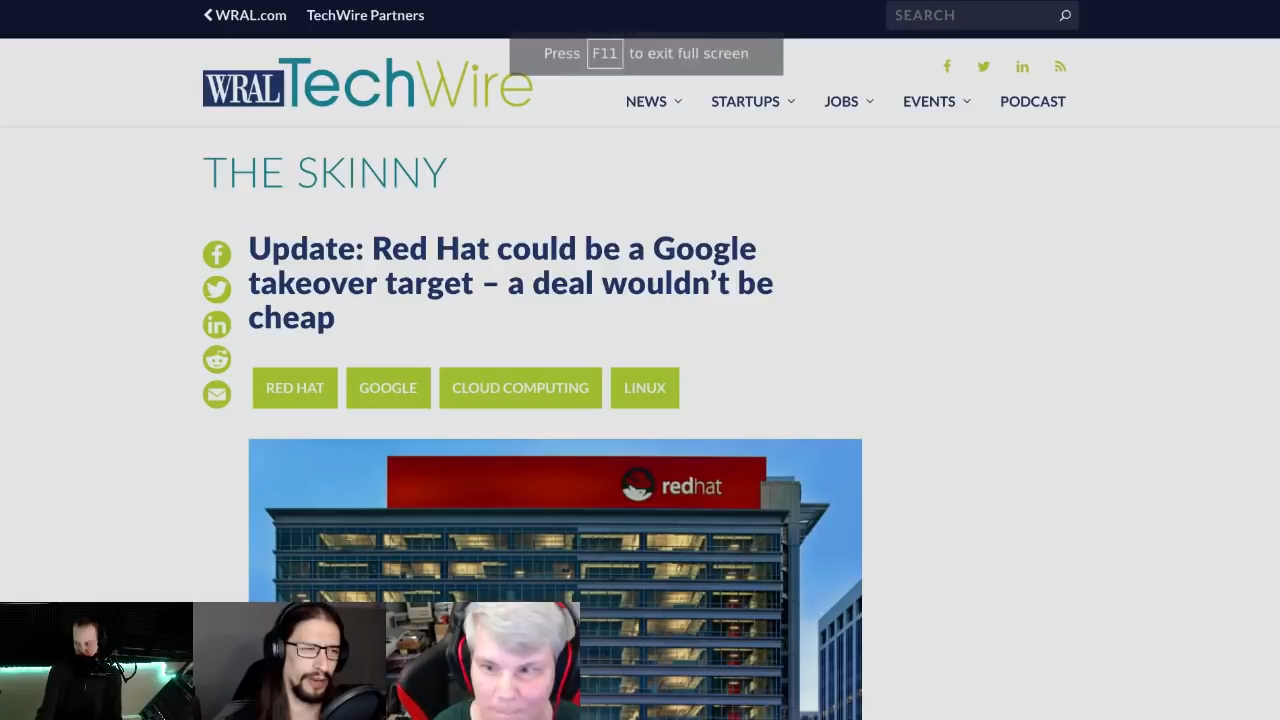 WRAL.com TechWire Partners SEARCH
Press F11 to exit full screen
WRAL TechWire
NEWS STARTUPS JOBS EVENTS PODCAST
THE SKINNY
Update: Red Hat could be a Google
takeover target – a deal wouldn't be
cheap
RED HAT GOOGLE CLOUD COMPUTING LINUX
redhat